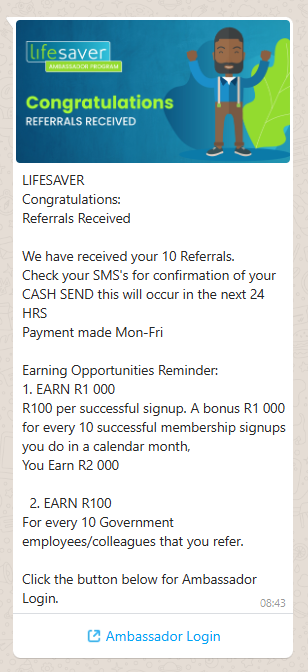 lifesaver
AMBASSADOR PROGRAM
Congratulations
REFERRALS RECEIVED
LIFESAVER
Congratulations:
Referrals Received
We have received your 10 Referrals.
Check your SMS's for confirmation of your
CASH SEND this will occur in the next 24
HRS
Payment made Mon-Fri
Earning Opportunities Reminder:
1. EARN R1 000
R100 per successful signup. A bonus R1 000
for every 10 successful membership signups
you do in a calendar month,
You Earn R2 000
2. EARN R100
For every 10 Government
employees/colleagues that you refer.
Click the button below for Ambassador
Login.
08:43
Ambassador Login